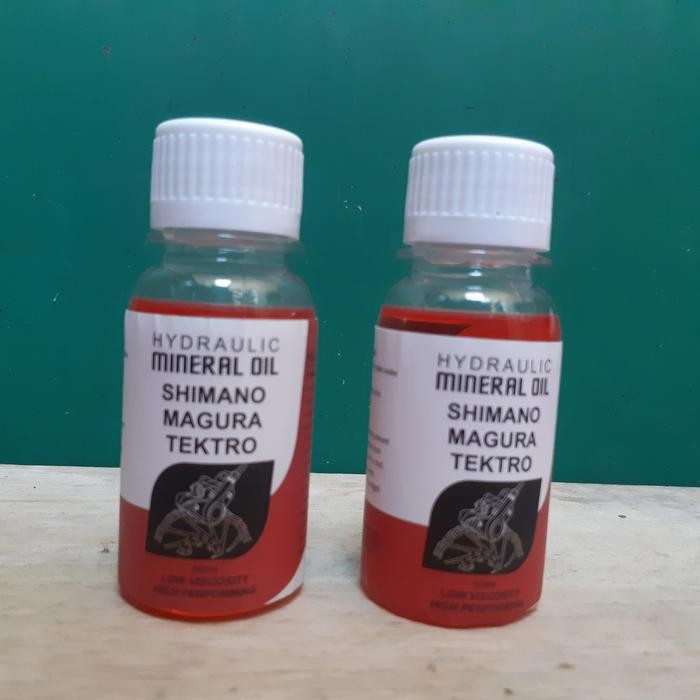 HYDRAULIC
MINERAL OIL
SHIMANO
MAGURA
TEKTRO
LOW VISCOSITY
HIGH PERFORMING
HYDRAULIC
MINERAL OIL
SHIMANO
MAGURA
TEKTRO
LOW VISCOSITY
HIGH PERFORMING